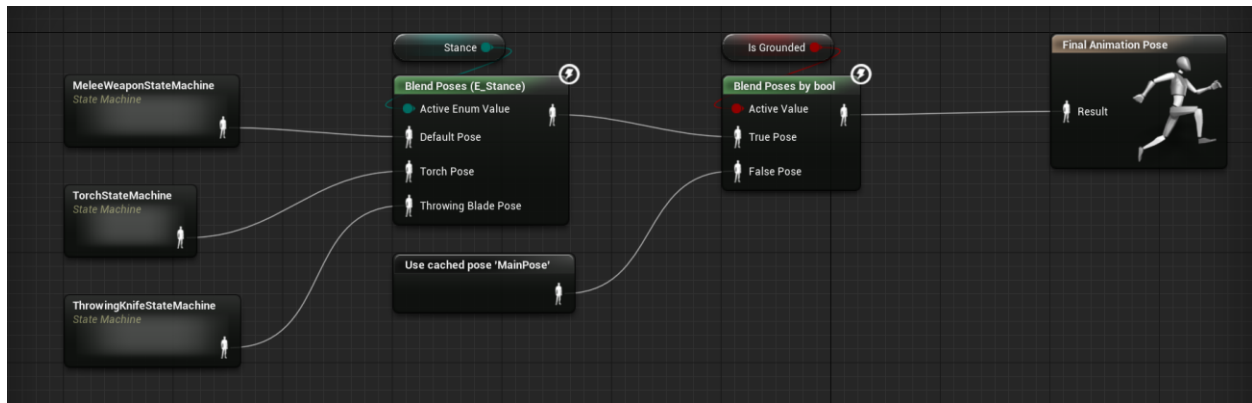 MeleeWeaponStateMachine
State Machine
TorchStateMachine
State Machine
ThrowingKnifeStateMachine
State Machine
Stance
Blend Poses (E_Stance)
Active Enum Value
Default Pose
Torch Pose
Throwing Blade Pose
Use cached pose 'MainPose'
Is Grounded
Blend Poses by bool
Active Value
True Pose
False Pose
Final Animation Pose
Result